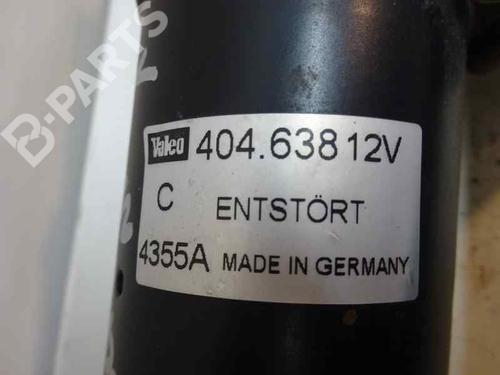 B-PARTS
Valeo 404.638 12V
C ENTSTÖRT
4355A MADE IN GERMANY